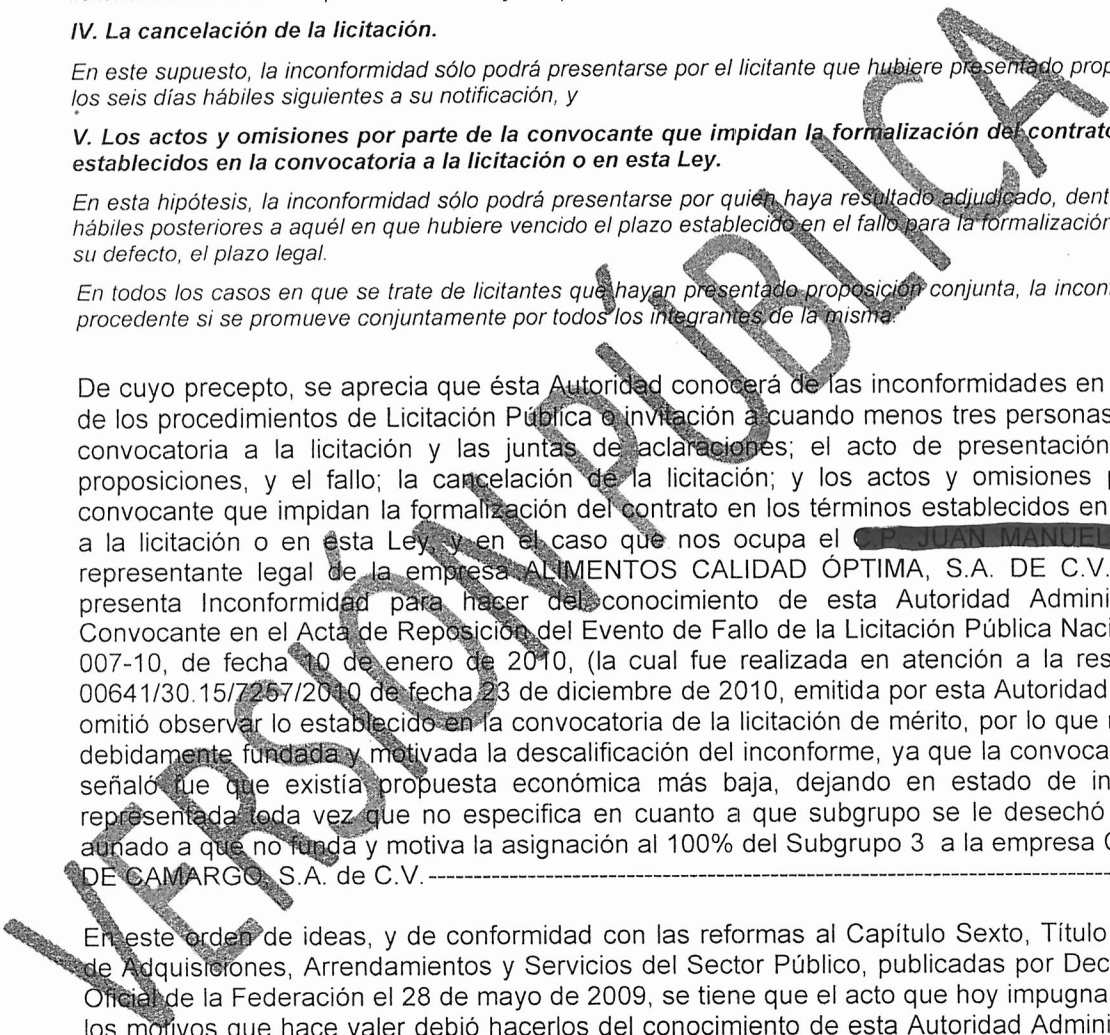 IV. La cancelación de la licitación.
En este supuesto, la inconformidad sólo podrá presentarse por el licitante que hubiere presentado prop
los seis días hábiles siguientes a su notificación, y
V. Los actos y omisiones por parte de la convocante que impidan la formalización del contrato
establecidos en la convocatoria a la licitación o en esta Ley.
En esta hipótesis, la inconformidad sólo podrá presentarse por quien haya resultado adjudicado, dent
hábiles posteriores a aquél en que hubiere vencido el plazo establecido en el fallo para la formalización
su defecto, el plazo legal.
En todos los casos en que se trate de licitantes que hayan presentado proposición conjunta, la incon
procedente si se promueve conjuntamente por todos los integrantes de la misma."
De cuyo precepto, se aprecia que ésta Autoridad conocerá de las inconformidades en
de los procedimientos de Licitación Pública o invitación a cuando menos tres personas
convocatoria a la licitación y las juntas de aclaraciones; el acto de presentación
proposiciones, y el fallo; la cancelación de la licitación; y los actos y omisiones p
convocante que impidan la formalización del contrato en los términos establecidos en
a la licitación o en ésta Ley, y en el caso que nos ocupa el C.P. JUAN MANUEL
representante legal de la empresa ALIMENTOS CALIDAD ÓPTIMA, S.A. DE C.V.
presenta Inconformidad para hacer del conocimiento de esta Autoridad Admini
Convocante en el Acta de Reposición del Evento de Fallo de la Licitación Pública Naci
007-10, de fecha 10 de enero de 2010, (la cual fue realizada en atención a la res
00641/30.15/7257/2010 de fecha 23 de diciembre de 2010, emitida por esta Autoridad
omitió observar lo establecido en la convocatoria de la licitación de mérito, por lo que
debidamente fundada y motivada la descalificación del inconforme, ya que la convoca
señaló fue que existía propuesta económica más baja, dejando en estado de in
representada toda vez que no especifica en cuanto a que subgrupo se le desechó
aunado a que no funda y motiva la asignación al 100% del Subgrupo 3 a la empresa
DE CAMARGO, S.A. de C.V.-----------------------------------------------------------------------
En este orden de ideas, y de conformidad con las reformas al Capítulo Sexto, Título
de Adquisiciones, Arrendamientos y Servicios del Sector Público, publicadas por Dec
Oficial de la Federación el 28 de mayo de 2009, se tiene que el acto que hoy impugna
los motivos que hace valer debió hacerlos del conocimiento de esta Autoridad Admini
VERSIÓN PÚBLICA